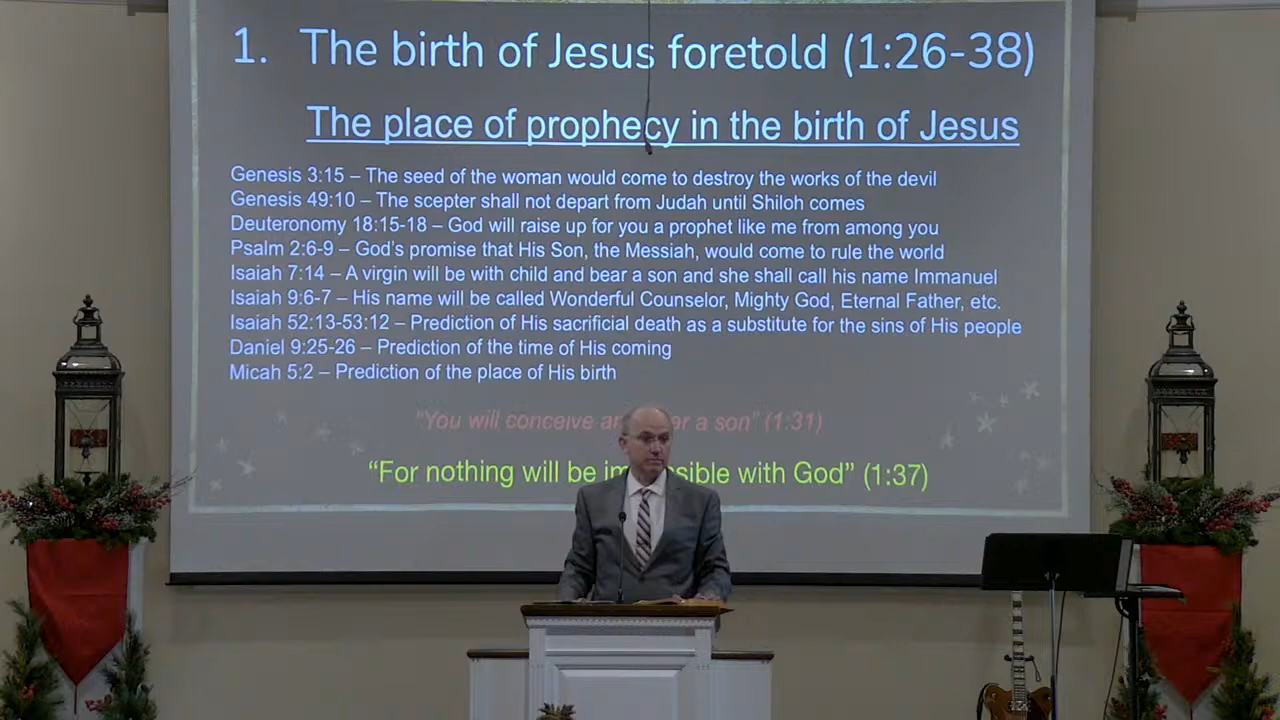 1. The birth of Jesus foretold (1:26-38)
The place of prophecy in the birth of Jesus
Genesis 3:15 – The seed of the woman would come to destroy the works of the devil
Genesis 49:10 – The scepter shall not depart from Judah until Shiloh comes
Deuteronomy 18:15-18 – God will raise up for you a prophet like me from among you
Psalm 2:6-9 – God's promise that His Son, the Messiah, would come to rule the world
Isaiah 7:14 – A virgin will be with child and bear a son and she shall call his name Immanuel
Isaiah 9:6-7 – His name will be called Wonderful Counselor, Mighty God, Eternal Father, etc.
Isaiah 52:13-53:12 – Prediction of His sacrificial death as a substitute for the sins of His people
Daniel 9:25-26 – Prediction of the time of His coming
Micah 5:2 – Prediction of the place of His birth
"You will conceive a son" (1:31)
"For nothing will be with God" (1:37)